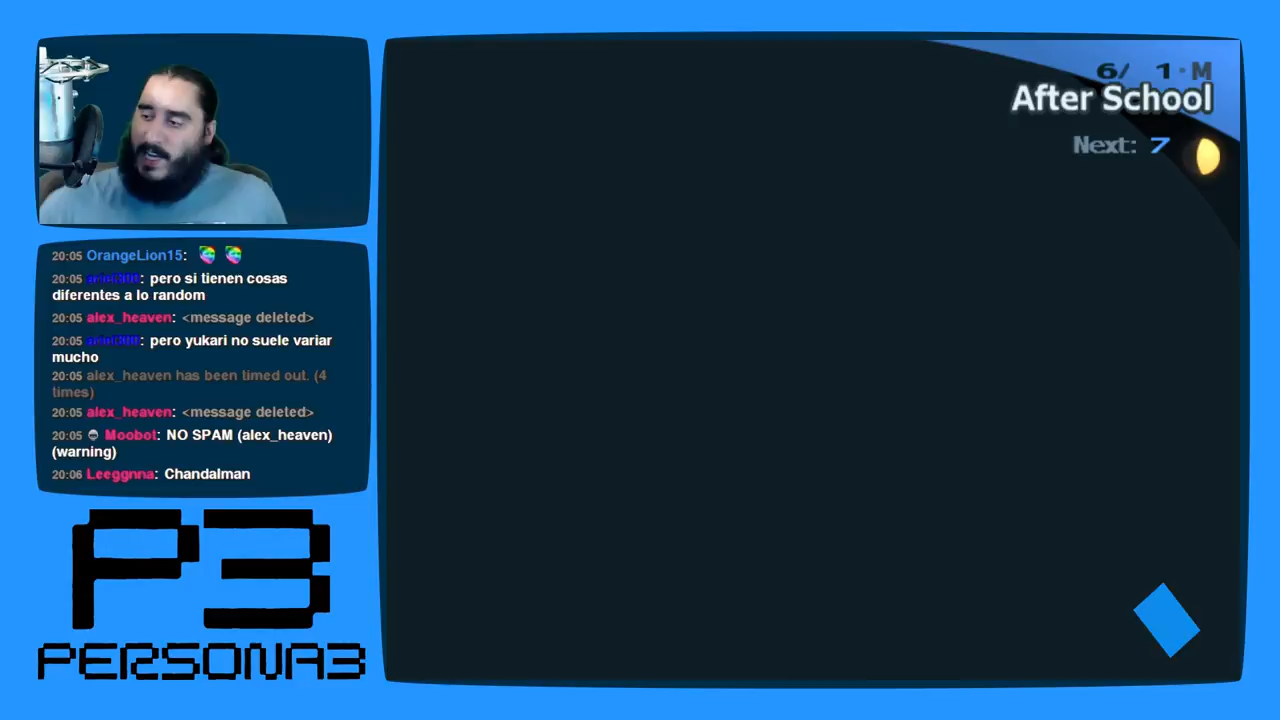 6/ 1·M
After School
Next: 7
20:05 OrangeLion15:
: pero si tienen cosas
diferentes a lo random
20:05 alex_heaven: <message deleted>
20:05 : pero yukari no suele variar
mucho
20:05 alex_heaven has been timed out. (4
times)
20:05 alex_heaven: <message deleted>
20:05 Moobot: NO SPAM (alex_heaven)
(warning)
20:06 Leeggnna: Chandalman
P3
PERSONA3